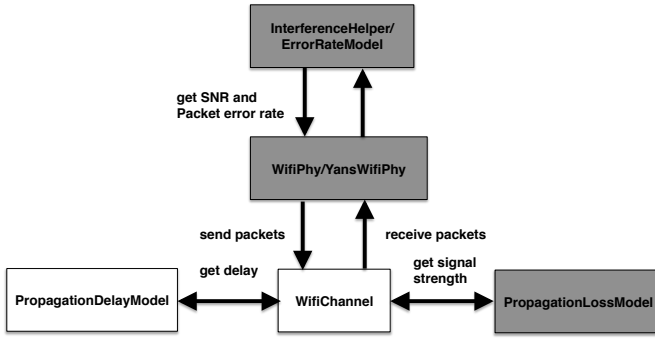 InterferenceHelper/
ErrorRateModel
get SNR and
Packet error rate
WifiPhy/YansWifiPhy
send packets
receive packets
get delay
get signal
strength
PropagationDelayModel
WifiChannel
PropagationLossModel